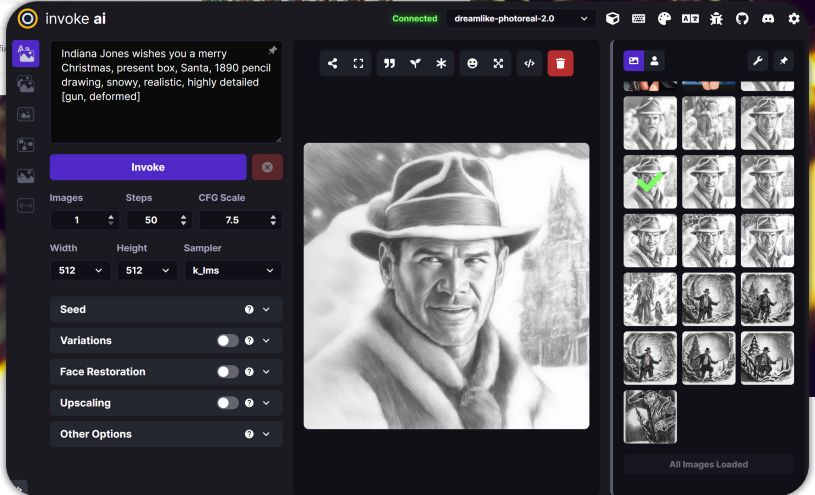 invoke ai
Connected
dreamlike-photoreal-2.0
Indiana Jones wishes you a merry
Christmas, present box, Santa, 1890 pencil
drawing, snowy, realistic, highly detailed
[gun, deformed]
Invoke
Images
Steps
CFG Scale
1
50
7.5
Width
Height
Sampler
512
512
k_lms
Seed
Variations
Face Restoration
Upscaling
Other Options
All Images Loaded